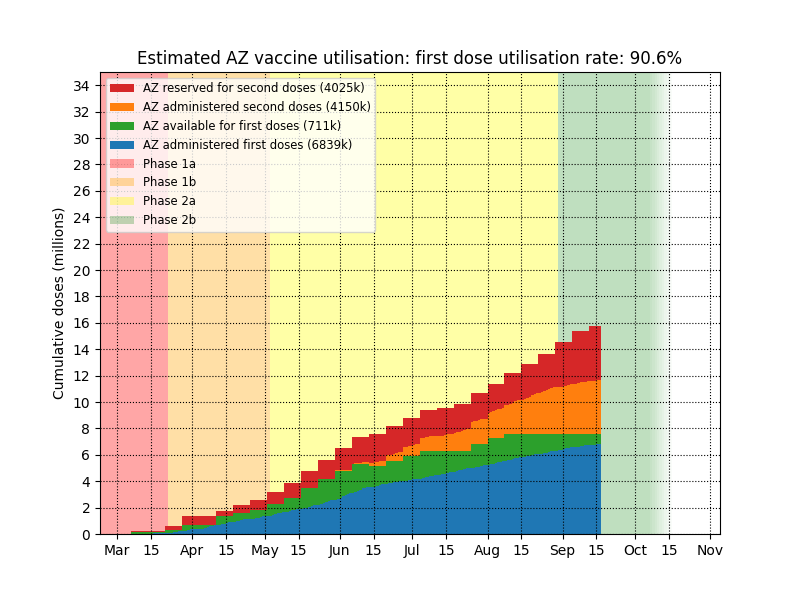 Estimated AZ vaccine utilisation: first dose utilisation rate: 90.6%
Cumulative doses (millions)
34
32
30
28
26
24
22
20
18
16
14
12
10
8
6
4
2
0
AZ reserved for second doses (4025k)
AZ administered second doses (4150k)
AZ available for first doses (711k)
AZ administered first doses (6839k)
Phase 1a
Phase 1b
Phase 2a
Phase 2b
Mar 15 Apr 15 May 15 Jun 15 Jul 15 Aug 15 Sep 15 Oct 15 Nov